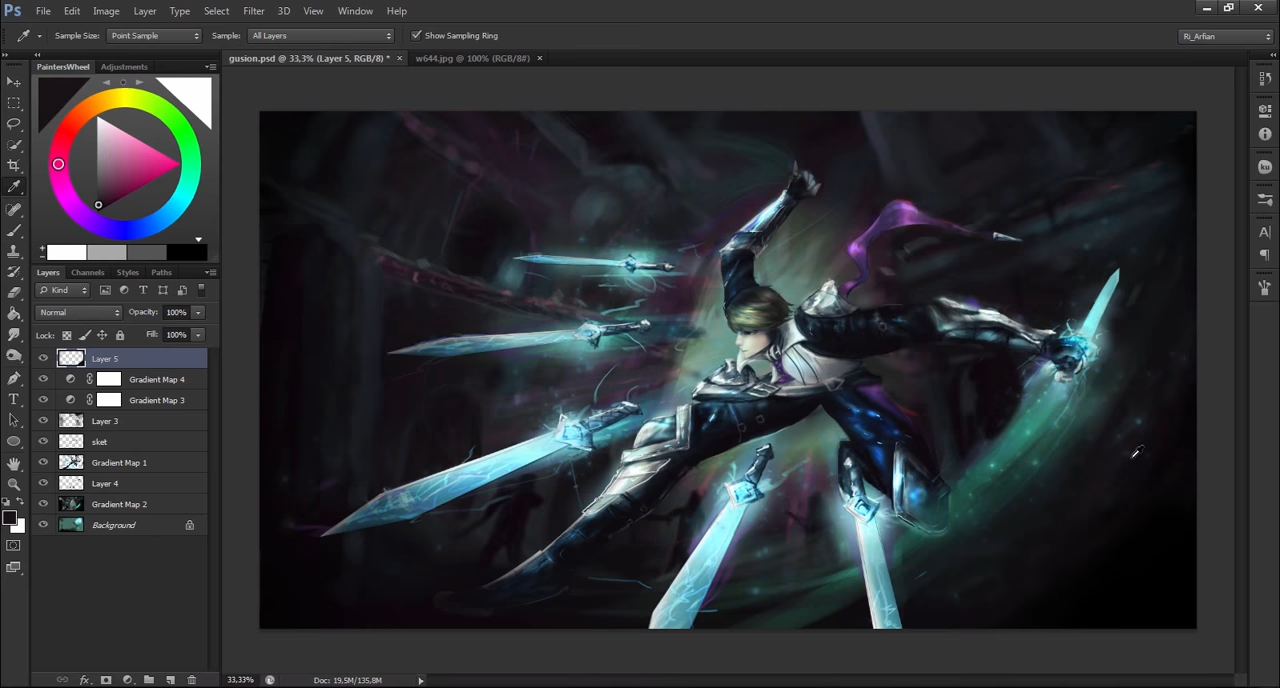 Ps File Edit Image Layer Type Select Filter 3D View Window Help
Sample Size: Point Sample Sample: All Layers Show Sampling Ring Ri_Arfian
gusion.psd @ 33,3% (Layer 5, RGB/8) * × w644.jpg @ 100% (RGB/8#) ×
PaintersWheel Adjustments
Layers Channels Styles Paths
Kind
Normal Opacity: 100%
Lock: Fill: 100%
Layer 5
Gradient Map 4
Gradient Map 3
Layer 3
sket
Gradient Map 1
Layer 4
Gradient Map 2
Background
fx
33,33% Doc: 19,5M/135,8M
ku
A
T